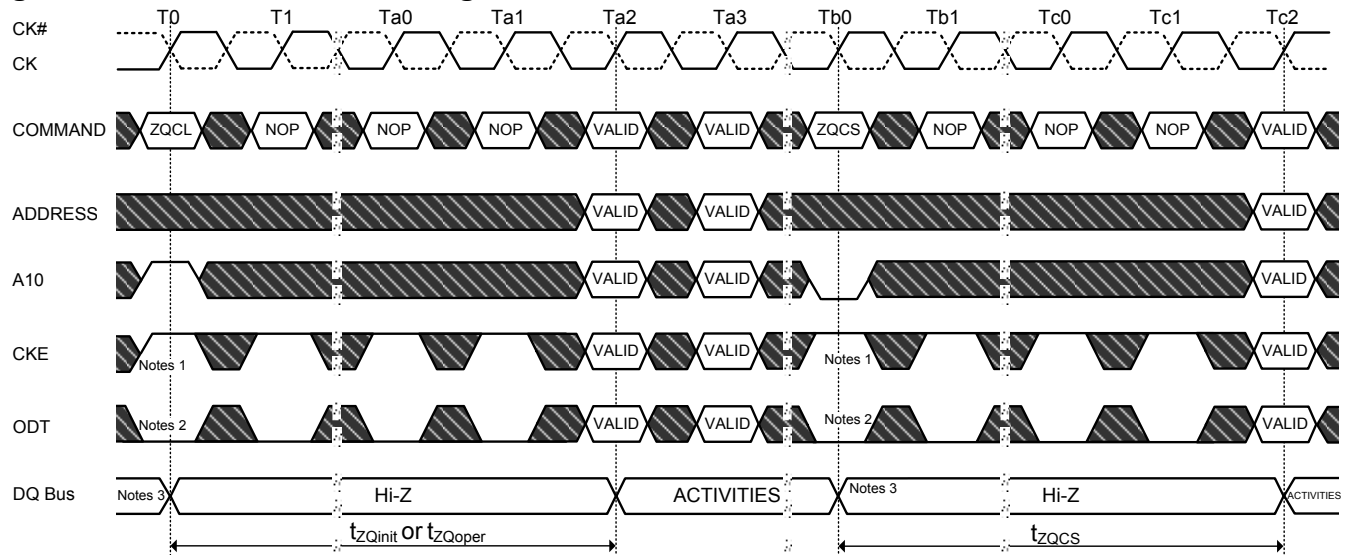 T0 T1 Ta0 Ta1 Ta2 Ta3 Tb0 Tb1 Tc0 Tc1 Tc2
CK#
CK
COMMAND ZQCL NOP NOP NOP VALID VALID ZQCS NOP NOP NOP VALID
ADDRESS VALID VALID VALID
A10 VALID VALID VALID
CKE Notes 1 VALID VALID Notes 1 VALID
ODT Notes 2 VALID VALID Notes 2 VALID
DQ Bus Notes 3 Hi-Z ACTIVITIES Notes 3 Hi-Z ACTIVITIES
tZQinit or tZQoper tZQCS